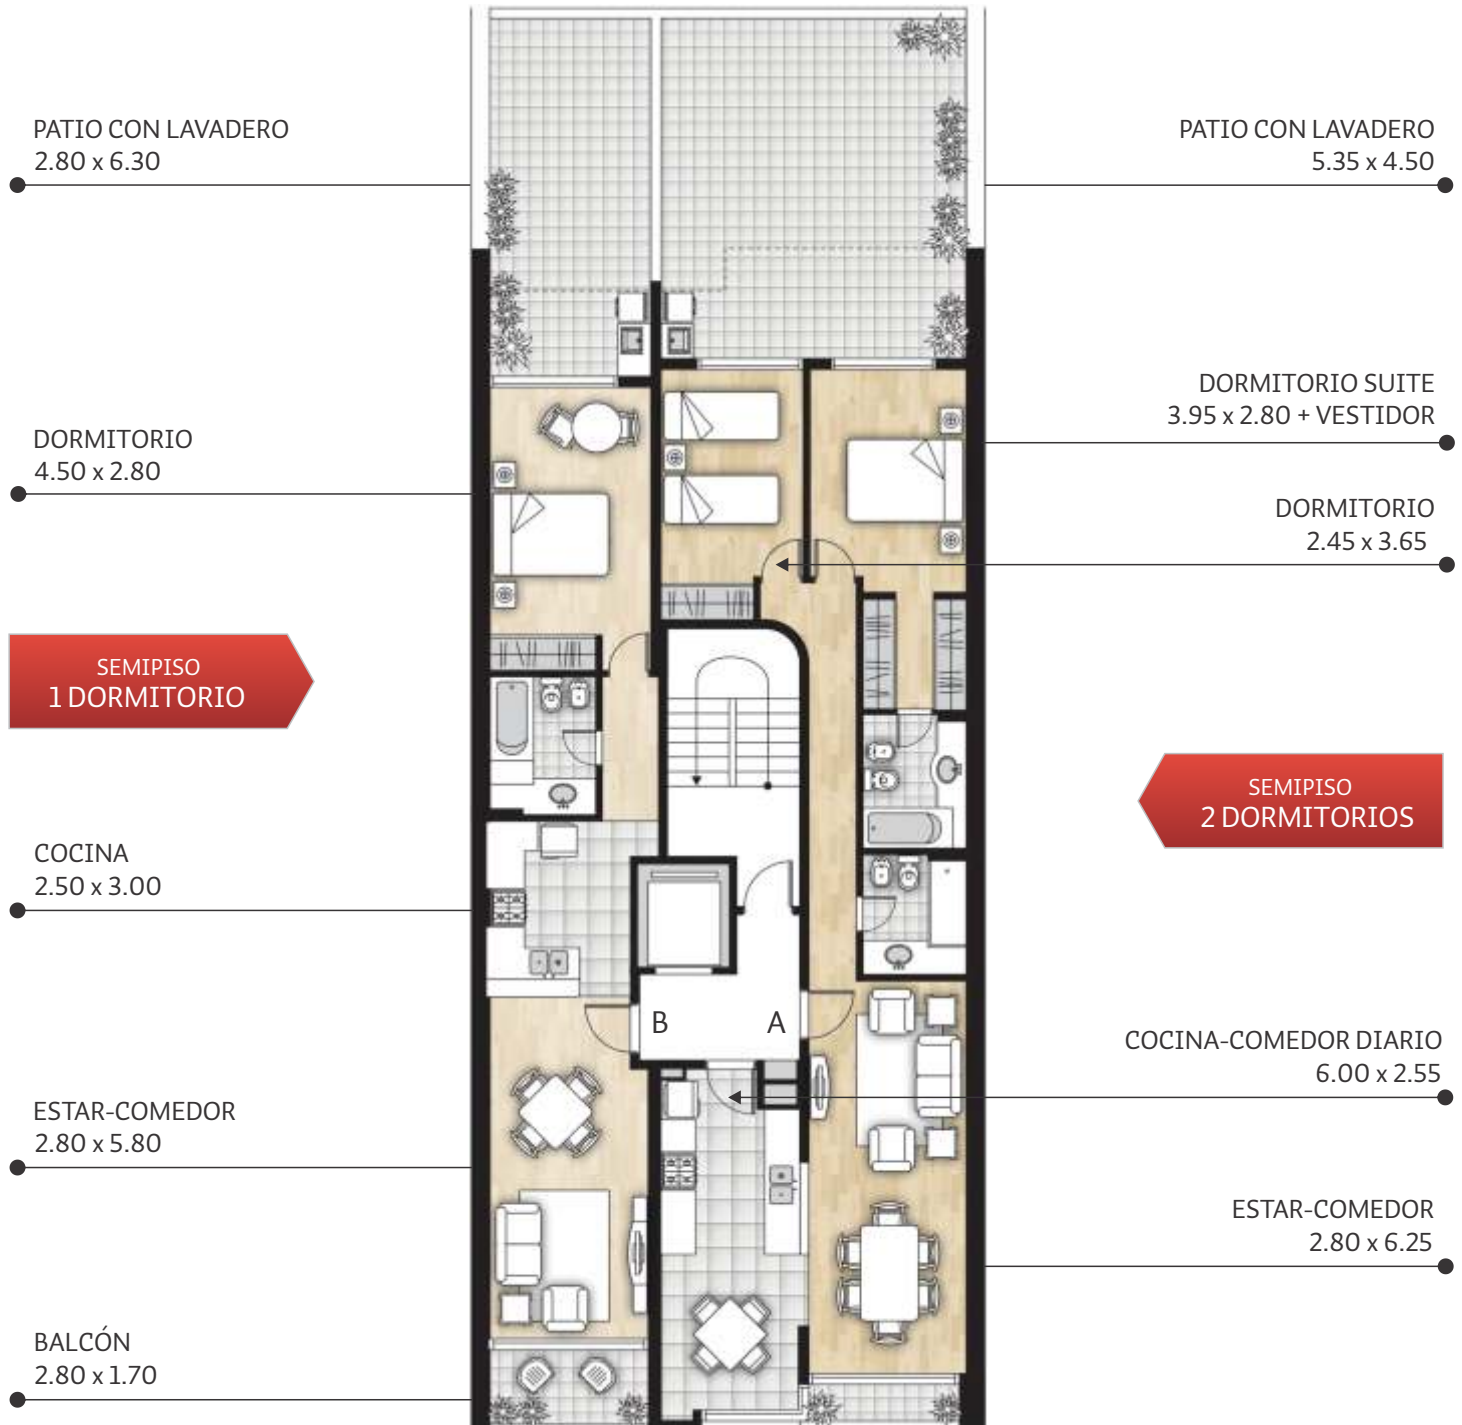 PATIO CON LAVADERO
2.80 x 6.30
DORMITORIO
4.50 x 2.80
SEMIPISO
1 DORMITORIO
COCINA
2.50 x 3.00
ESTAR-COMEDOR
2.80 x 5.80
BALCÓN
2.80 x 1.70
B
A
PATIO CON LAVADERO
5.35 x 4.50
DORMITORIO SUITE
3.95 x 2.80 + VESTIDOR
DORMITORIO
2.45 x 3.65
SEMIPISO
2 DORMITORIOS
COCINA-COMEDOR DIARIO
6.00 x 2.55
ESTAR-COMEDOR
2.80 x 6.25